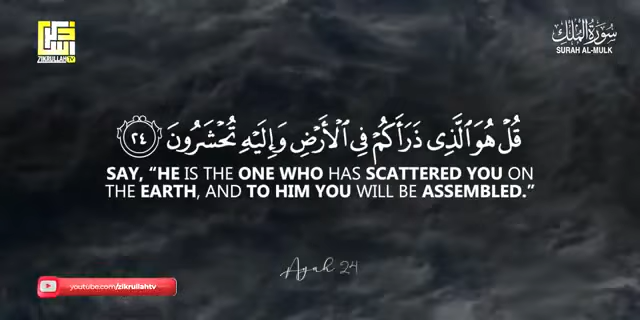 ZIKRULLAH TV
سُورَةُ الْمُلْكِ
SURAH AL-MULK
قُلْ هُوَ الَّذِي ذَرَأَكُمْ فِي الْأَرْضِ وَإِلَيْهِ تُحْشَرُونَ ٢٤
SAY, “HE IS THE ONE WHO HAS SCATTERED YOU ON
THE EARTH, AND TO HIM YOU WILL BE ASSEMBLED.”
Ayah 24
youtube.com/zikrullahtv